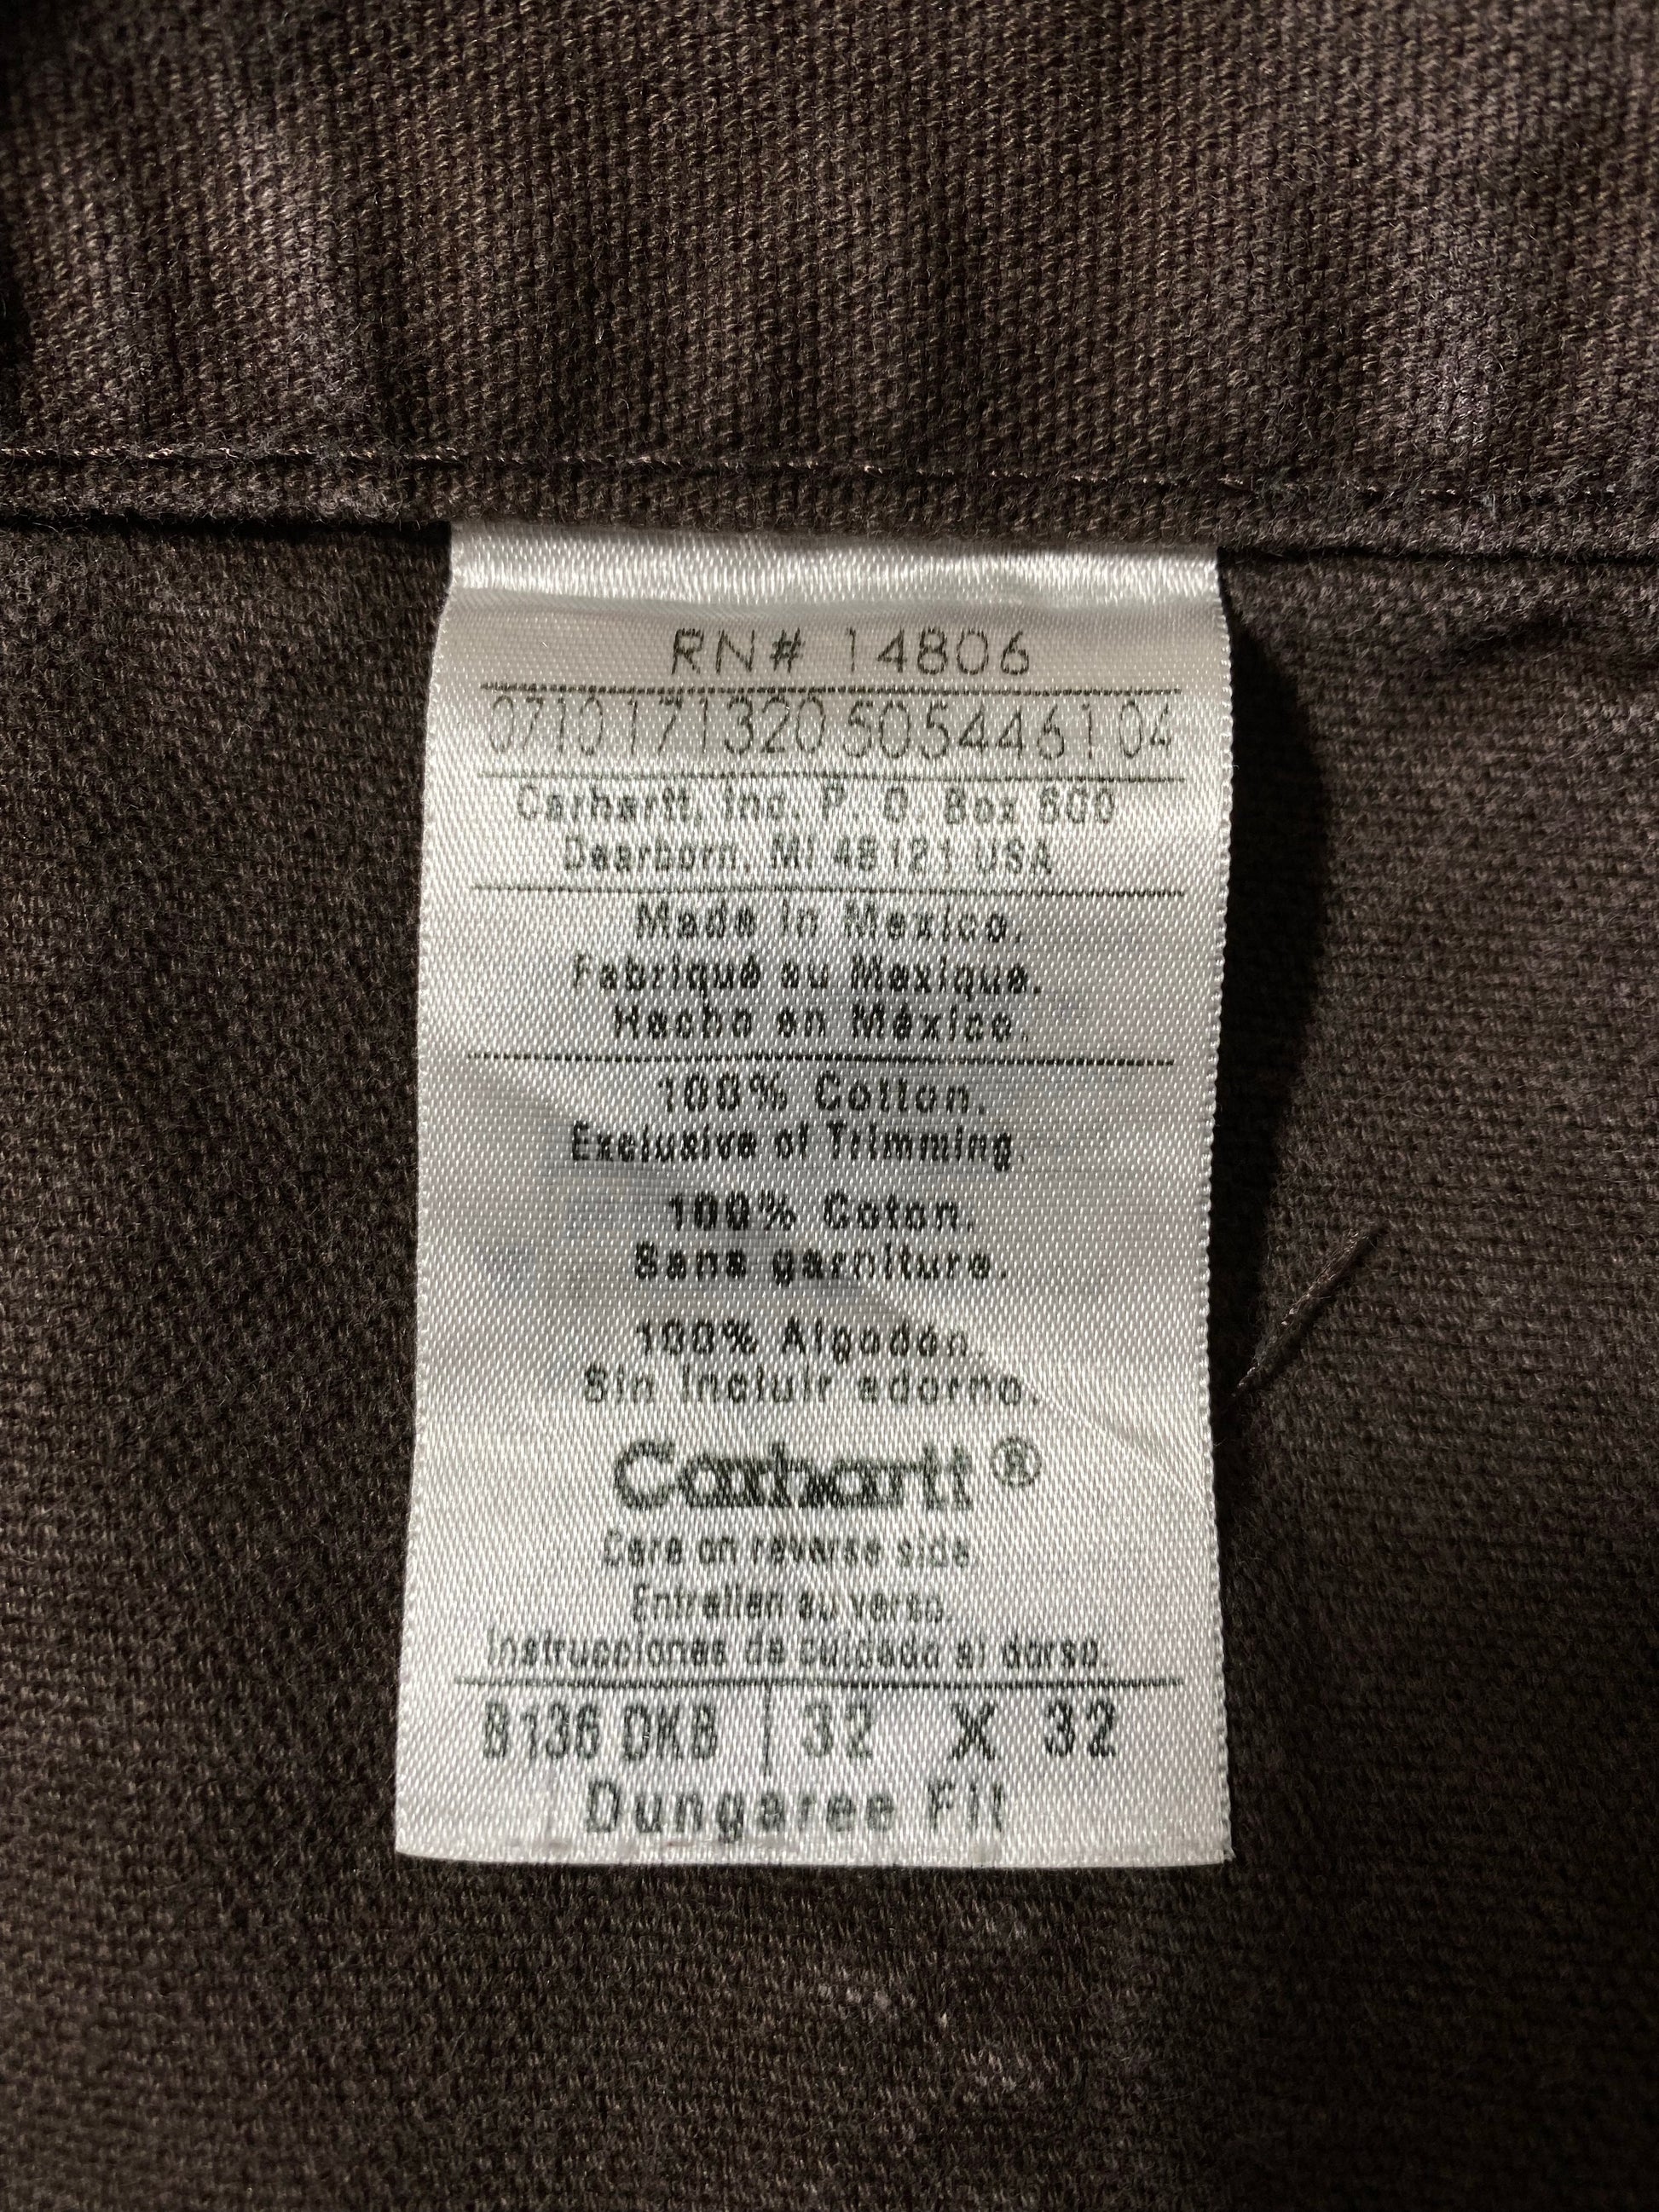 RN# 14806
0710171320 5054461 04
Carhartt, Inc. P. O. Box 600
Dearborn, MI 48121 USA
Made in Mexico.
Fabriqué au Mexique.
Hecho en México.
100% Cotton.
Exclusive of Trimming.
100% Coton.
Sans garniture.
100% Algodón
Sin incluir adorno.
Carhartt ®
Care on reverse side
Entretien au verso.
Instrucciones de cuidado al dorso.
B136 DKB | 32 X 32
Dungaree Fit